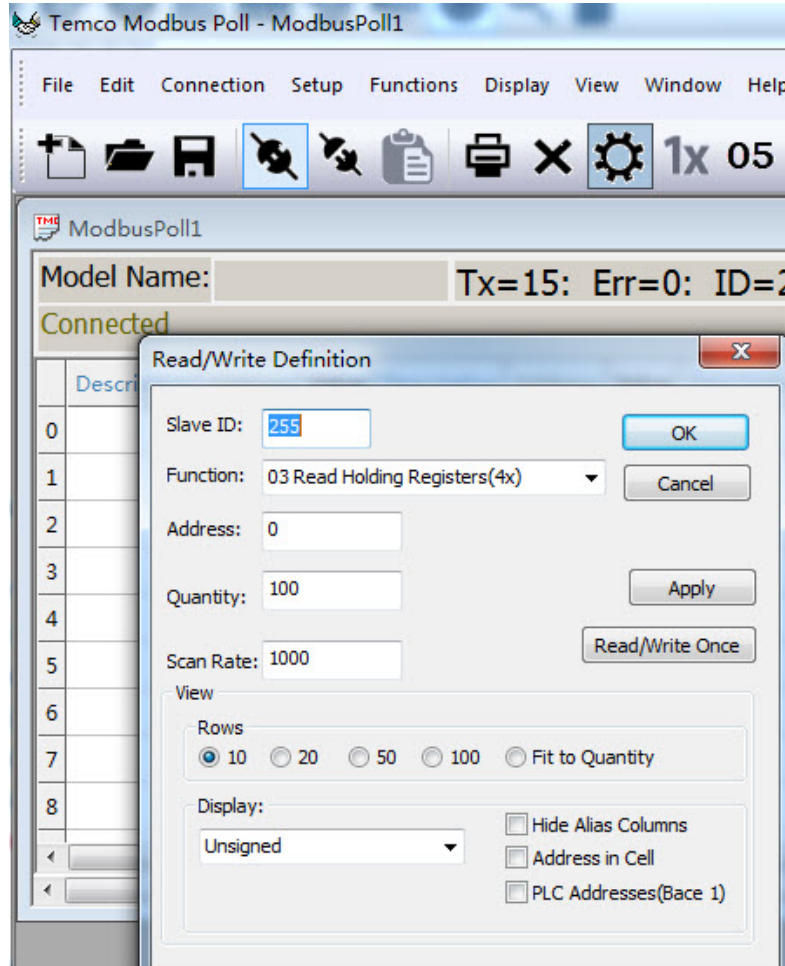 Temco Modbus Poll - ModbusPoll1
File Edit Connection Setup Functions Display View Window Help
1x 05
TMC
ModbusPoll1
Model Name:
Tx=15: Err=0: ID=2
Connected
Read/Write Definition
Descri
0
1
2
3
4
5
6
7
8
Slave ID: 255 OK
Function: 03 Read Holding Registers(4x) Cancel
Address: 0
Quantity: 100 Apply
Scan Rate: 1000 Read/Write Once
View
Rows
10 20 50 100 Fit to Quantity
Display:
Unsigned
Hide Alias Columns
Address in Cell
PLC Addresses(Bace 1)